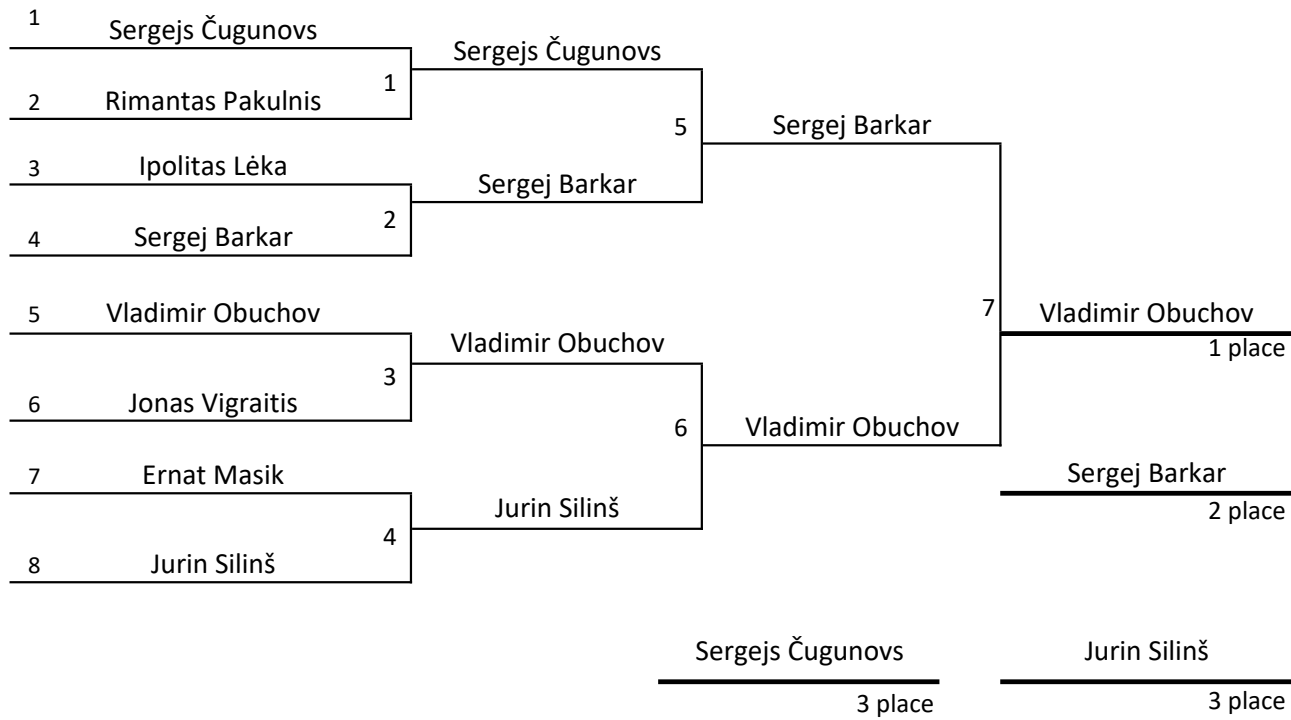 1 Sergejs Čugunovs
2 Rimantas Pakulnis
1 Sergejs Čugunovs
3 Ipolitas Lėka
4 Sergej Barkar
2 Sergej Barkar
5 Sergej Barkar
5 Vladimir Obuchov
6 Jonas Vigraitis
3 Vladimir Obuchov
7 Ernat Masik
8 Jurin Silinš
4 Jurin Silinš
6 Vladimir Obuchov
7 Vladimir Obuchov
1 place
Sergej Barkar
2 place
Sergejs Čugunovs
3 place
Jurin Silinš
3 place